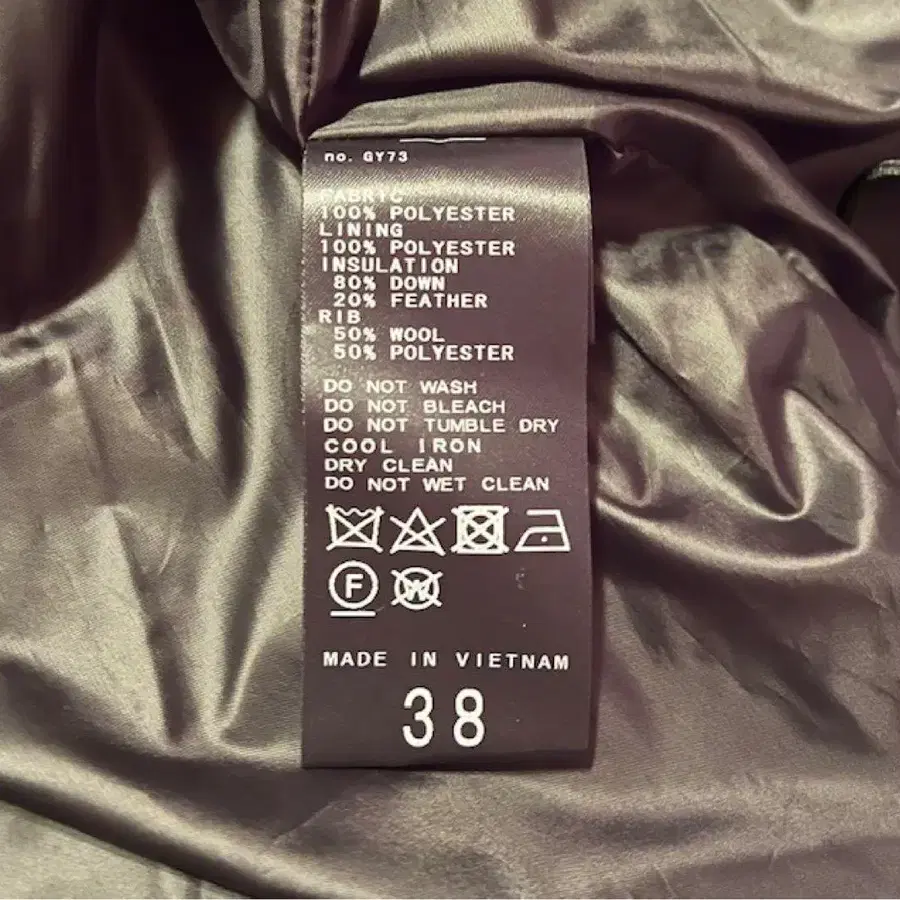 no. GY73
FABRIC
100% POLYESTER
LINING
100% POLYESTER
INSULATION
80% DOWN
20% FEATHER
RIB
50% WOOL
50% POLYESTER
DO NOT WASH
DO NOT BLEACH
DO NOT TUMBLE DRY
COOL IRON
DRY CLEAN
DO NOT WET CLEAN
F W
MADE IN VIETNAM
38